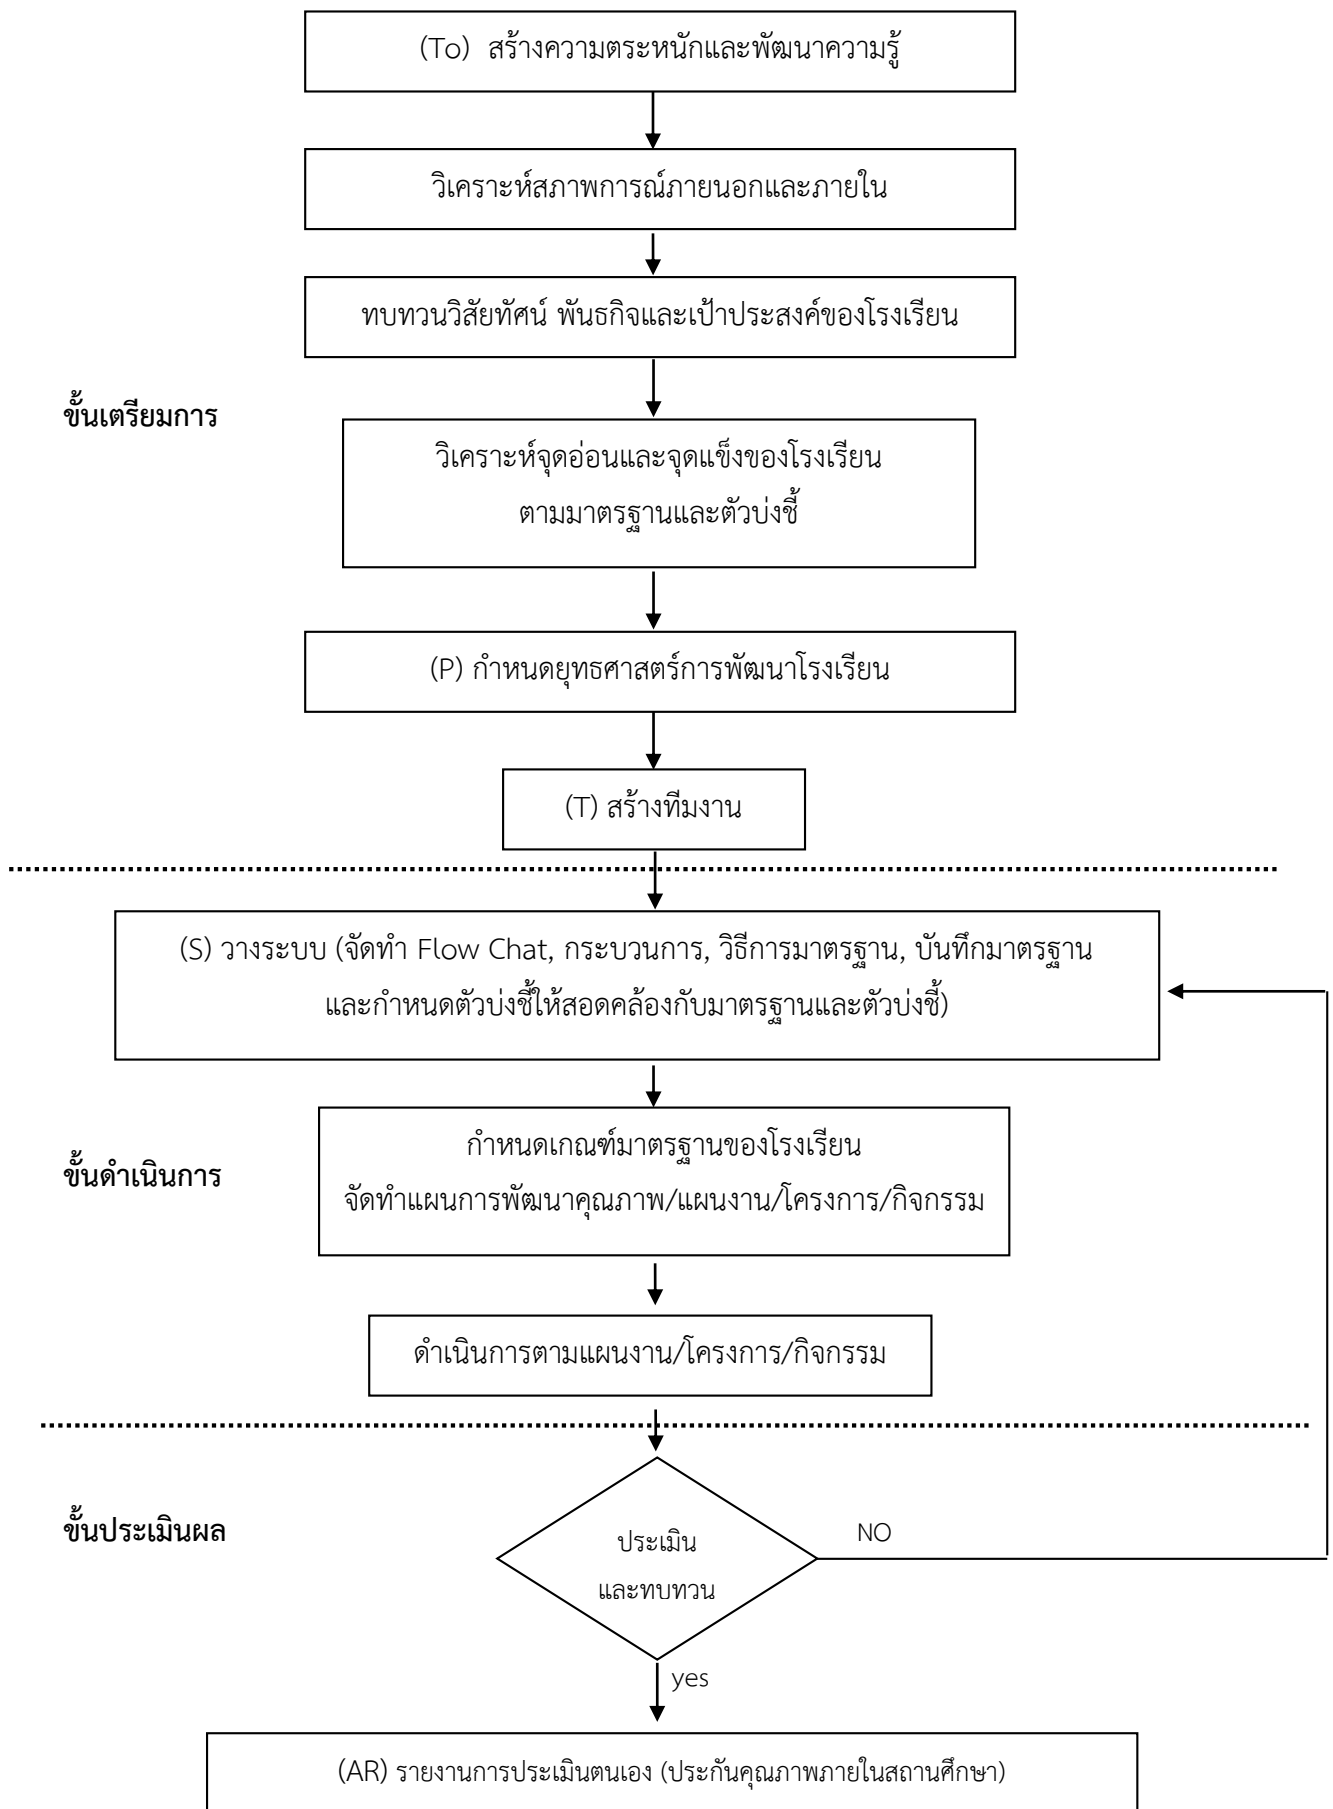 (To) สร้างความตระหนักและพัฒนาความรู้
วิเคราะห์สภาพการณ์ภายนอกและภายใน
ทบทวนวิสัยทัศน์ พันธกิจและเป้าประสงค์ของโรงเรียน
ขั้นเตรียมการ
วิเคราะห์จุดอ่อนและจุดแข็งของโรงเรียน
ตามมาตรฐานและตัวบ่งชี้
(P) กำหนดยุทธศาสตร์การพัฒนาโรงเรียน
(T) สร้างทีมงาน
(S) วางระบบ (จัดทำ Flow Chat, กระบวนการ, วิธีการมาตรฐาน, บันทึกมาตรฐาน
และกำหนดตัวบ่งชี้ให้สอดคล้องกับมาตรฐานและตัวบ่งชี้)
กำหนดเกณฑ์มาตรฐานของโรงเรียน
ขั้นดำเนินการ
จัดทำแผนการพัฒนาคุณภาพ/แผนงาน/โครงการ/กิจกรรม
ดำเนินการตามแผนงาน/โครงการ/กิจกรรม
ขั้นประเมินผล
ประเมิน
และทบทวน
NO
yes
(AR) รายงานการประเมินตนเอง (ประกันคุณภาพภายในสถานศึกษา)